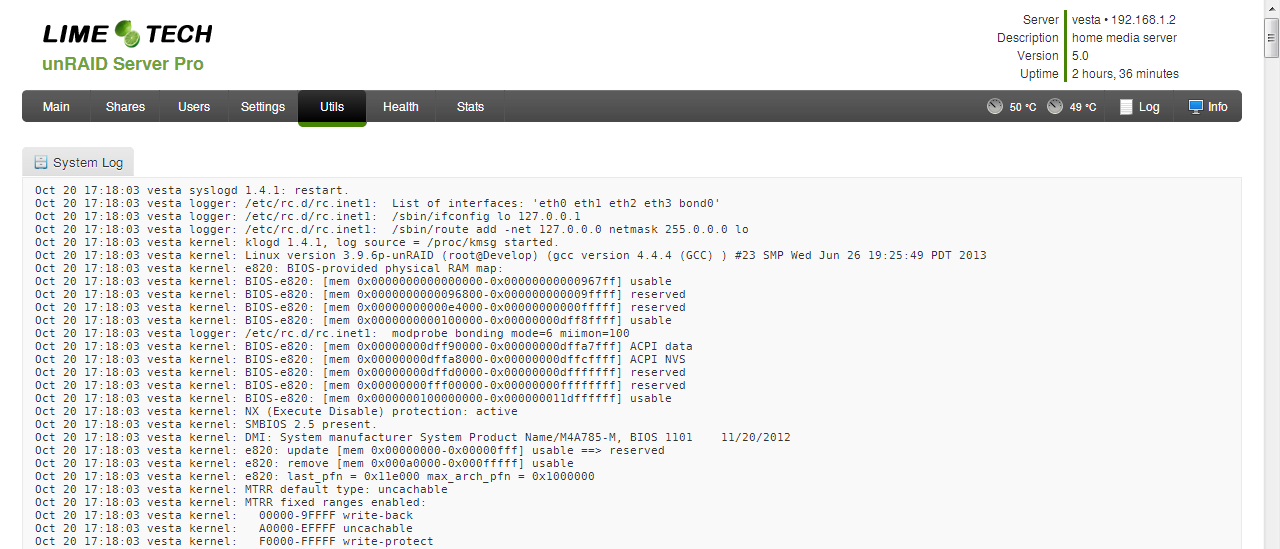 LIME TECH
unRAID Server Pro
Server vesta • 192.168.1.2
Description home media server
Version 5.0
Uptime 2 hours, 36 minutes
Main Shares Users Settings Utils Health Stats 50 °C 49 °C Log Info
System Log
Oct 20 17:18:03 vesta syslogd 1.4.1: restart.
Oct 20 17:18:03 vesta logger: /etc/rc.d/rc.inet1:  List of interfaces: 'eth0 eth1 eth2 eth3 bond0'
Oct 20 17:18:03 vesta logger: /etc/rc.d/rc.inet1:  /sbin/ifconfig lo 127.0.0.1
Oct 20 17:18:03 vesta logger: /etc/rc.d/rc.inet1:  /sbin/route add -net 127.0.0.0 netmask 255.0.0.0 lo
Oct 20 17:18:03 vesta kernel: klogd 1.4.1, log source = /proc/kmsg started.
Oct 20 17:18:03 vesta kernel: Linux version 3.9.6p-unRAID (root@Develop) (gcc version 4.4.4 (GCC) ) #23 SMP Wed Jun 26 19:25:49 PDT 2013
Oct 20 17:18:03 vesta kernel: e820: BIOS-provided physical RAM map:
Oct 20 17:18:03 vesta kernel: BIOS-e820: [mem 0x0000000000000000-0x00000000000967ff] usable
Oct 20 17:18:03 vesta kernel: BIOS-e820: [mem 0x0000000000096800-0x000000000009ffff] reserved
Oct 20 17:18:03 vesta kernel: BIOS-e820: [mem 0x00000000000e4000-0x00000000000fffff] reserved
Oct 20 17:18:03 vesta kernel: BIOS-e820: [mem 0x0000000000100000-0x00000000dff8ffff] usable
Oct 20 17:18:03 vesta logger: /etc/rc.d/rc.inet1:  modprobe bonding mode=6 miimon=100
Oct 20 17:18:03 vesta kernel: BIOS-e820: [mem 0x00000000dff90000-0x00000000dffa7fff] ACPI data
Oct 20 17:18:03 vesta kernel: BIOS-e820: [mem 0x00000000dffa8000-0x00000000dffcffff] ACPI NVS
Oct 20 17:18:03 vesta kernel: BIOS-e820: [mem 0x00000000dffd0000-0x00000000dfffffff] reserved
Oct 20 17:18:03 vesta kernel: BIOS-e820: [mem 0x00000000fff00000-0x00000000ffffffff] reserved
Oct 20 17:18:03 vesta kernel: BIOS-e820: [mem 0x0000000100000000-0x000000011dffffff] usable
Oct 20 17:18:03 vesta kernel: NX (Execute Disable) protection: active
Oct 20 17:18:03 vesta kernel: SMBIOS 2.5 present.
Oct 20 17:18:03 vesta kernel: DMI: System manufacturer System Product Name/M4A785-M, BIOS 1101    11/20/2012
Oct 20 17:18:03 vesta kernel: e820: update [mem 0x00000000-0x00000fff] usable ==> reserved
Oct 20 17:18:03 vesta kernel: e820: remove [mem 0x000a0000-0x000fffff] usable
Oct 20 17:18:03 vesta kernel: e820: last_pfn = 0x11e000 max_arch_pfn = 0x1000000
Oct 20 17:18:03 vesta kernel: MTRR default type: uncachable
Oct 20 17:18:03 vesta kernel: MTRR fixed ranges enabled:
Oct 20 17:18:03 vesta kernel:   00000-9FFFF write-back
Oct 20 17:18:03 vesta kernel:   A0000-EFFFF uncachable
Oct 20 17:18:03 vesta kernel:   F0000-FFFFF write-protect